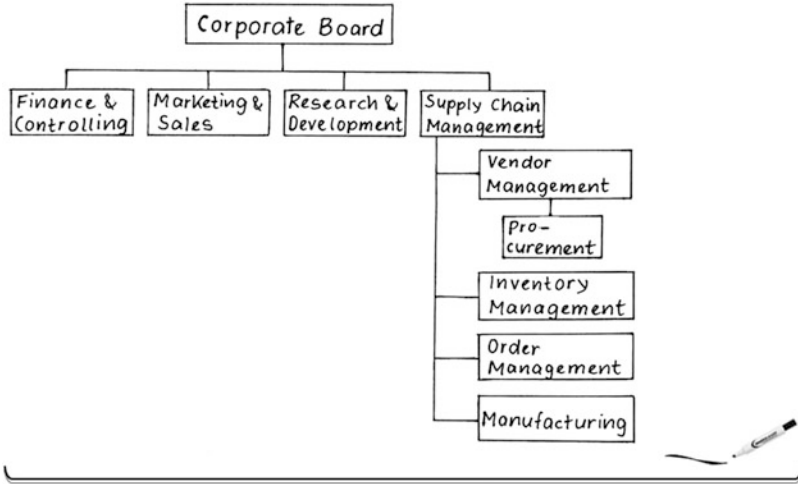 Corporate Board
Finance &
Controlling
Marketing &
Sales
Research &
Development
Supply Chain
Management
Vendor
Management
Pro-
curement
Inventory
Management
Order
Management
Manufacturing